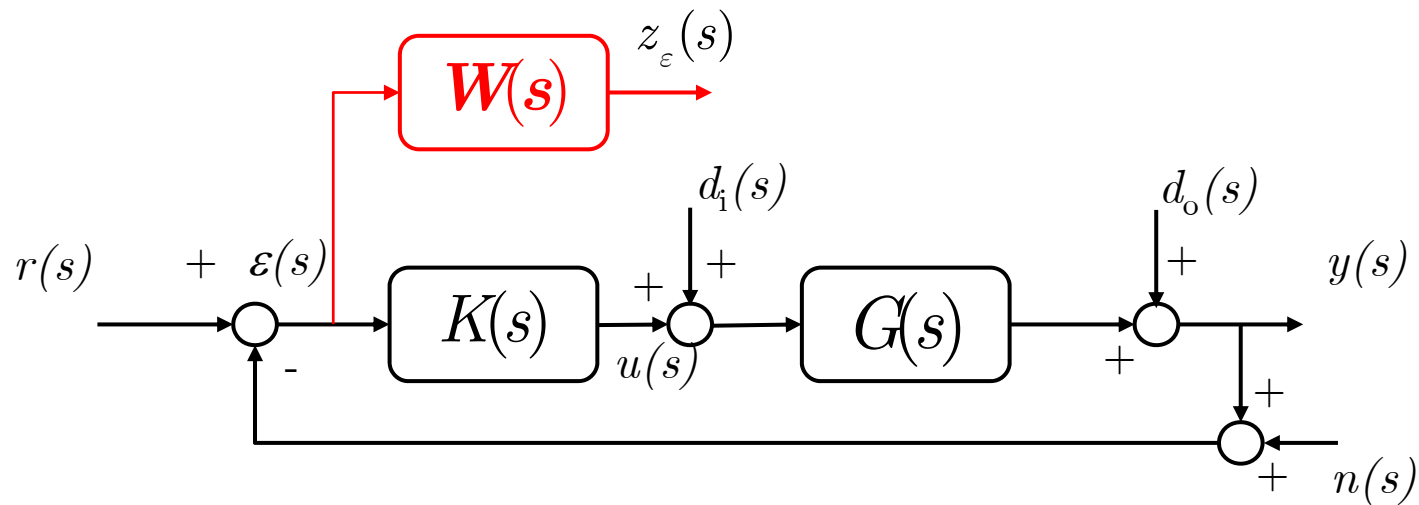 z_ε(s)
W(s)
d_i(s)
d_o(s)
r(s)
+
ε(s)
+
+
+
y(s)
K(s)
G(s)
-
u(s)
+
+
+
n(s)